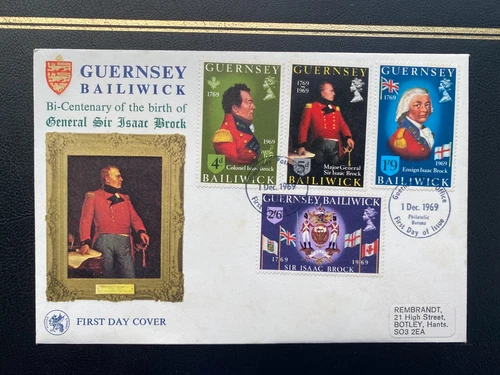 GUERNSEY
BAILIWICK
Bi-Centenary of the birth of
General Sir Isaac Brock
FIRST DAY COVER
GUERNSEY
1769
1969
4d
Colonel Isaac Brock
BAILIWICK
GUERNSEY
1769
1969
Major General
Sir Isaac Brock
BAILIWICK
GUERNSEY
1769
1969
1'9
Ensign Isaac Brock
BAILIWICK
GUERNSEY BAILIWICK
2/6
1769 1969
SIR ISAAC BROCK
1 Dec. 1969
1 Dec. 1969
Philatelic
Bureau
First Day of Issue
REMBRANDT,
21 High Street,
BOTLEY, Hants.
SO3 2EA